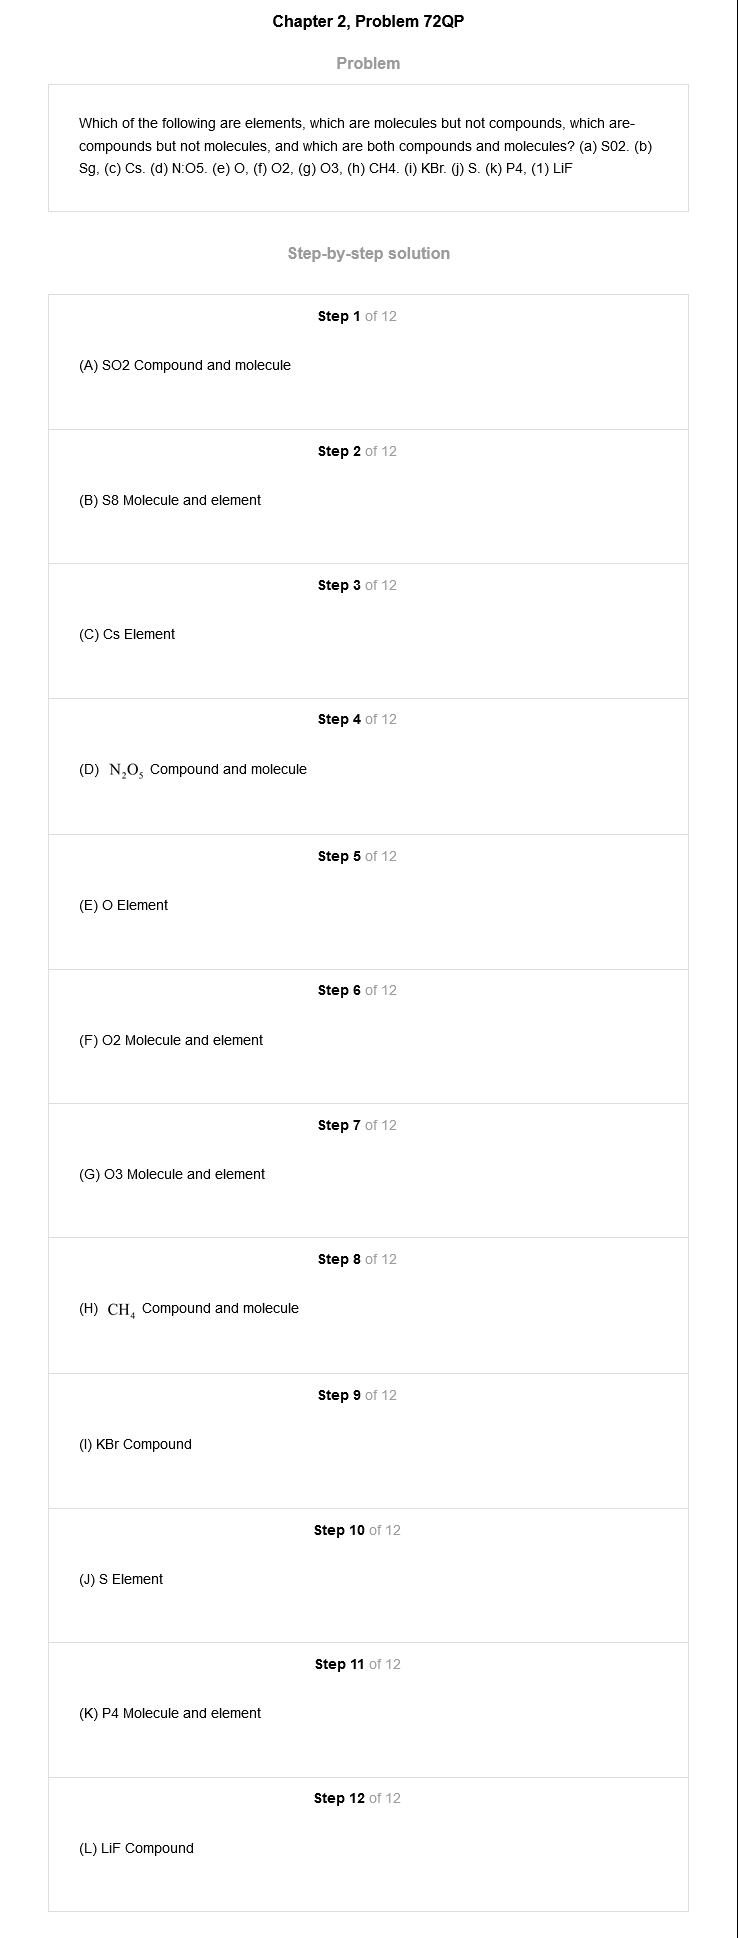 Chapter 2, Problem 72QP
Problem
Which of the following are elements, which are molecules but not compounds, which are-
compounds but not molecules, and which are both compounds and molecules? (a) S02. (b)
Sg, (c) Cs. (d) N:O5. (e) O, (f) O2, (g) O3, (h) CH4. (i) KBr. (j) S. (k) P4, (1) LiF
Step-by-step solution
Step 1 of 12
(A) SO2 Compound and molecule
Step 2 of 12
(B) S8 Molecule and element
Step 3 of 12
(C) Cs Element
Step 4 of 12
(D) N₂O₅ Compound and molecule
Step 5 of 12
(E) O Element
Step 6 of 12
(F) O2 Molecule and element
Step 7 of 12
(G) O3 Molecule and element
Step 8 of 12
(H) CH₄ Compound and molecule
Step 9 of 12
(I) KBr Compound
Step 10 of 12
(J) S Element
Step 11 of 12
(K) P4 Molecule and element
Step 12 of 12
(L) LiF Compound